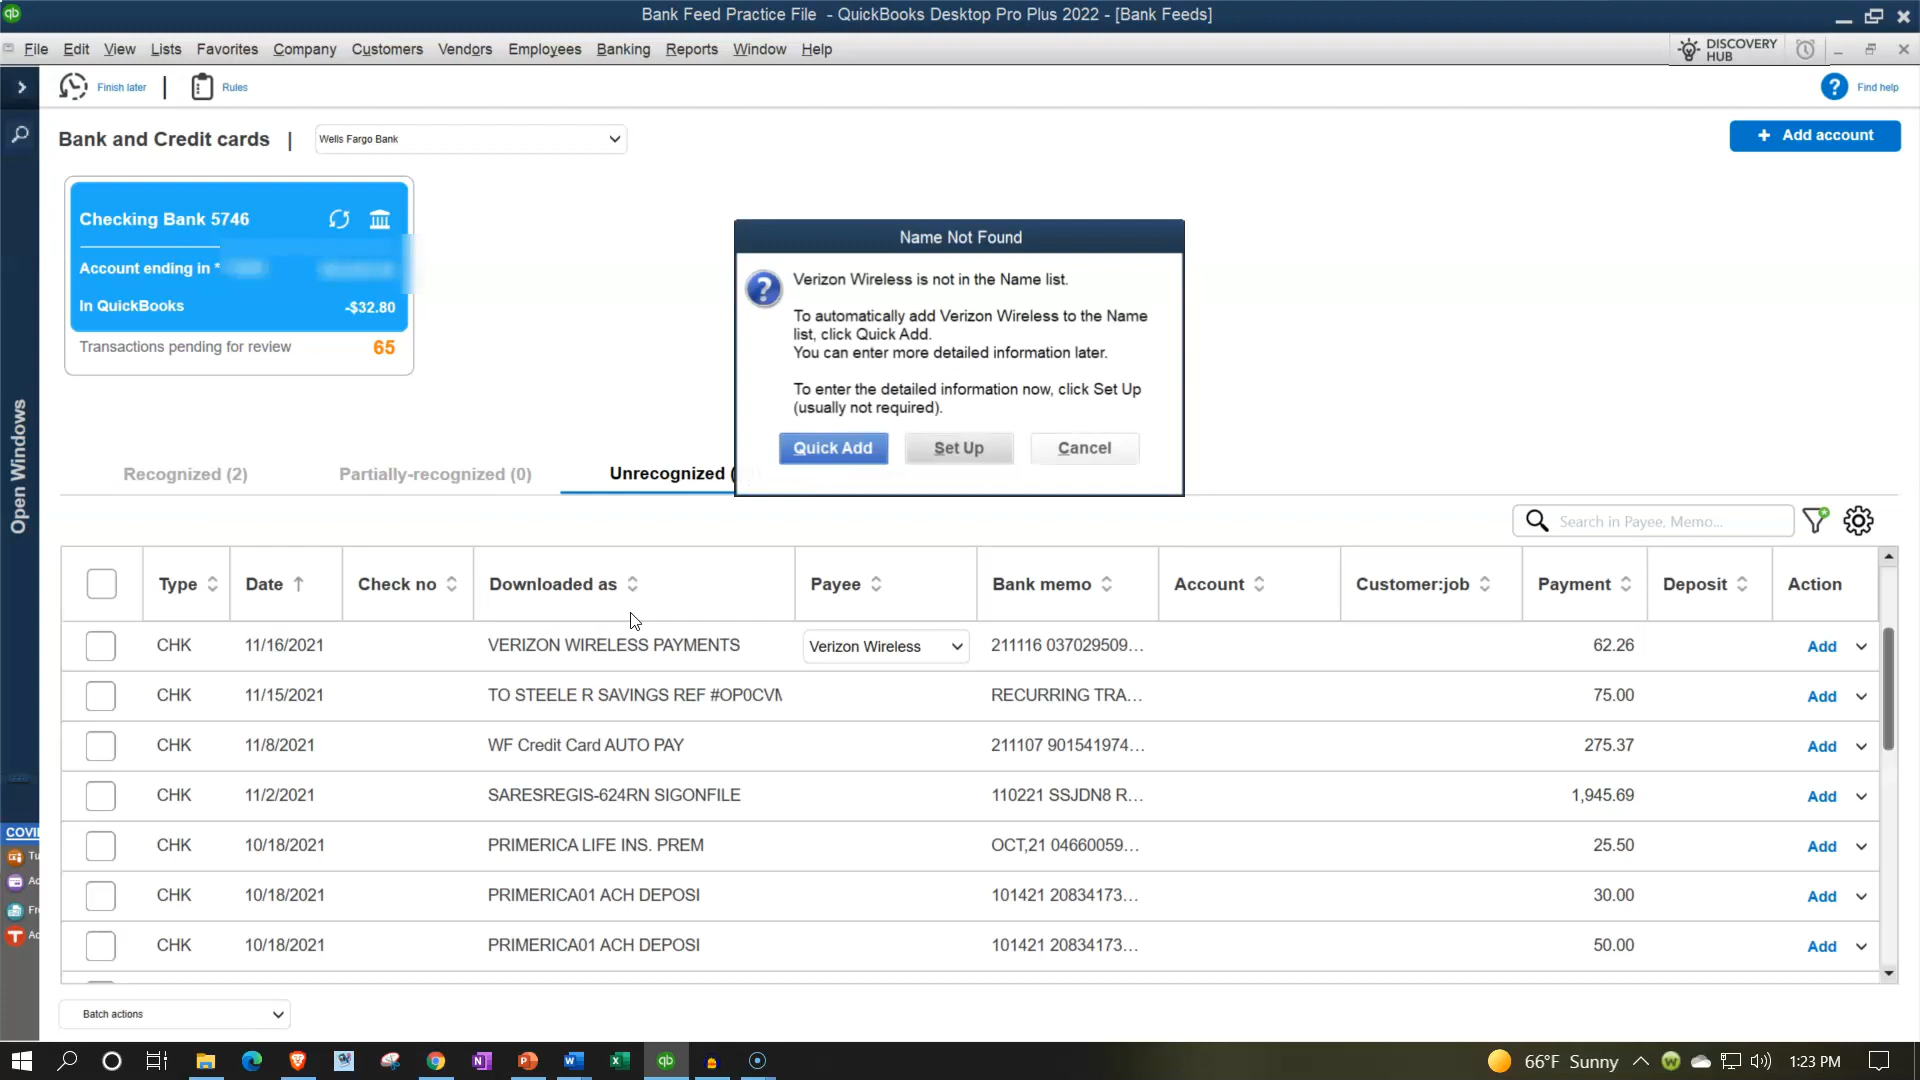 qb
Bank Feed Practice File - QuickBooks Desktop Pro Plus 2022 - [Bank Feeds]
File Edit View Lists Favorites Company Customers Vendors Employees Banking Reports Window Help
DISCOVERY HUB
Finish later | Rules
? Find help
Bank and Credit cards | Wells Fargo Bank
+ Add account
Checking Bank 5746
Account ending in *
In QuickBooks -$32.80
Transactions pending for review 65
Name Not Found
Verizon Wireless is not in the Name list.
To automatically add Verizon Wireless to the Name
list, click Quick Add.
You can enter more detailed information later.
To enter the detailed information now, click Set Up
(usually not required).
Quick Add Set Up Cancel
Open Windows
Recognized (2) Partially-recognized (0) Unrecognized (
Search in Payee, Memo...
Type Date Check no Downloaded as Payee Bank memo Account Customer:job Payment Deposit Action
CHK 11/16/2021 VERIZON WIRELESS PAYMENTS Verizon Wireless 211116 037029509... 62.26 Add
CHK 11/15/2021 TO STEELE R SAVINGS REF #OP0CVM RECURRING TRA... 75.00 Add
CHK 11/8/2021 WF Credit Card AUTO PAY 211107 901541974... 275.37 Add
CHK 11/2/2021 SARESREGIS-624RN SIGONFILE 110221 SSJDN8 R... 1,945.69 Add
CHK 10/18/2021 PRIMERICA LIFE INS. PREM OCT,21 04660059... 25.50 Add
CHK 10/18/2021 PRIMERICA01 ACH DEPOSI 101421 20834173... 30.00 Add
CHK 10/18/2021 PRIMERICA01 ACH DEPOSI 101421 20834173... 50.00 Add
COVI
Tu
Ac
Fr
Ac
Batch actions
66°F Sunny 1:23 PM